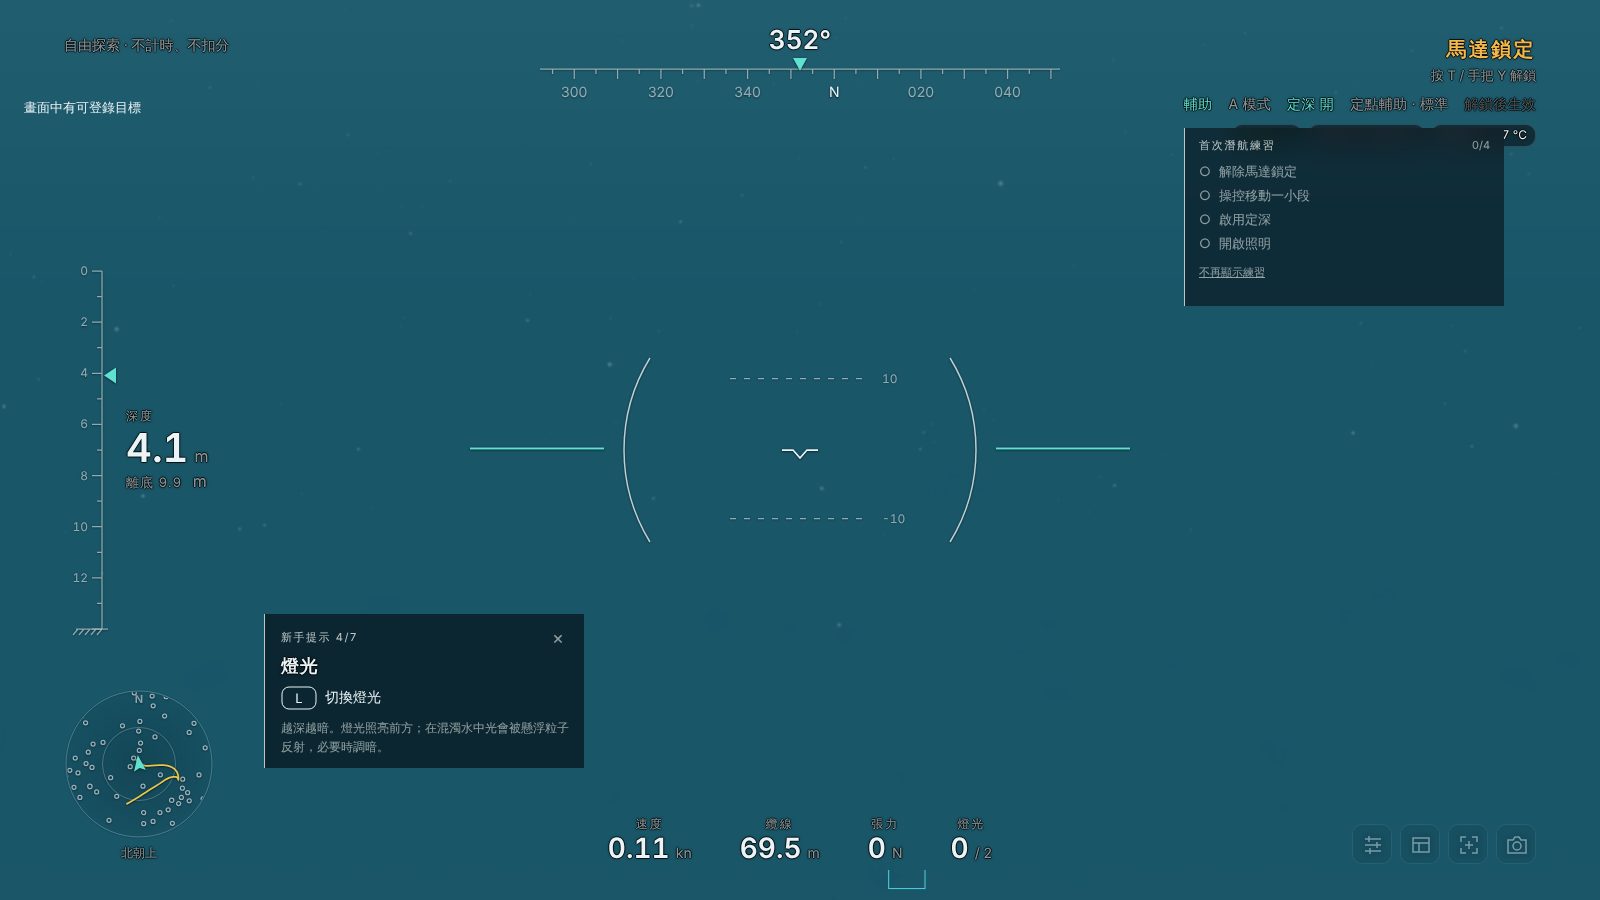 自由探索 · 不計時、不扣分
畫面中有可登錄目標
352°
300 320 340 N 020 040
馬達鎖定
按 T / 手把 Y 解鎖
輔助 A 模式 定深 開 定點輔助 · 標準 解鎖後生效
7 °C
首次潛航練習 0/4
解除馬達鎖定
操控移動一小段
啟用定深
開啟照明
不再顯示練習
0
2
4
6
8
10
12
深度
4.1 m
離底 9.9 m
10
-10
新手提示 4/7
燈光
L 切換燈光
越深越暗。燈光照亮前方；在混濁水中光會被懸浮粒子
反射，必要時調暗。
N
北朝上
速度 纜線 張力 燈光
0.11 kn 69.5 m 0 N 0 / 2